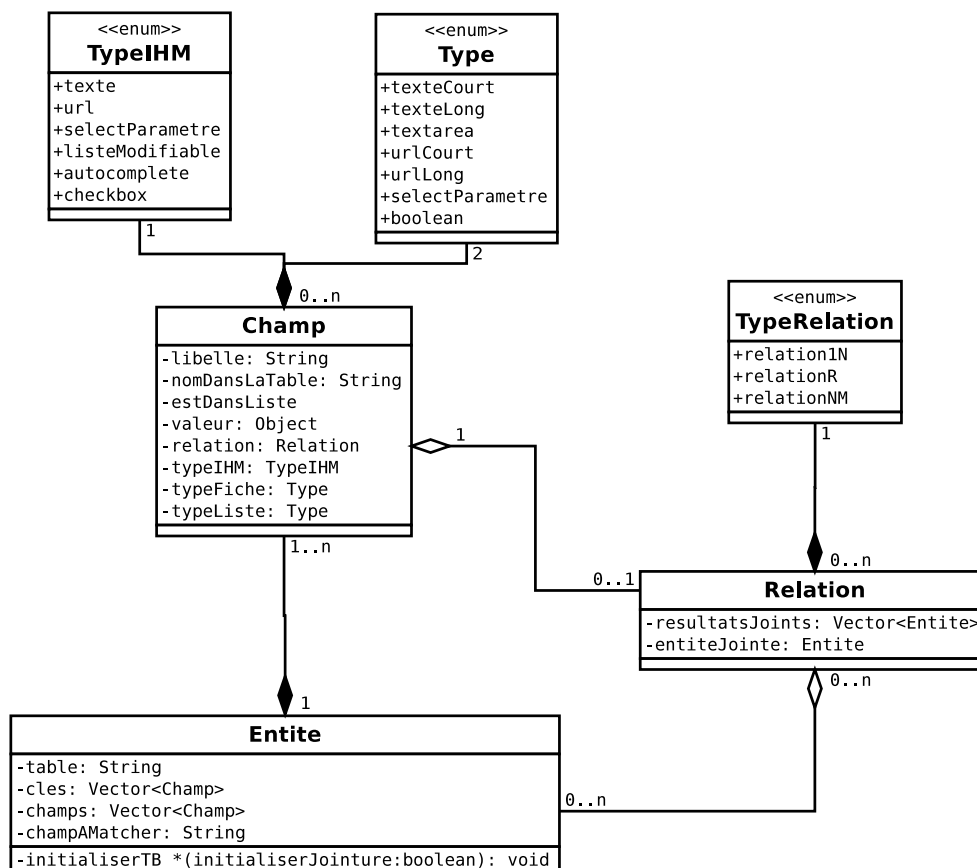 <<enum>>
TypeIHM
+texte
+url
+selectParametre
+listeModifiable
+autocomplete
+checkbox
1
<<enum>>
Type
+texteCourt
+texteLong
+textarea
+urlCourt
+urlLong
+selectParametre
+boolean
2
0..n
Champ
-libelle: String
-nomDansLaTable: String
-estDansListe
-valeur: Object
-relation: Relation
-typeIHM: TypeIHM
-typeFiche: Type
-typeListe: Type
1
1..n
<<enum>>
TypeRelation
+relation1N
+relationR
+relationNM
1
0..n
0..1
Relation
-resultatsJoints: Vector<Entite>
-entiteJointe: Entite
0..n
1
Entite
-table: String
-cles: Vector<Champ>
-champs: Vector<Champ>
-champAMatcher: String
-initialiserTB *(initialiserJointure:boolean): void
0..n